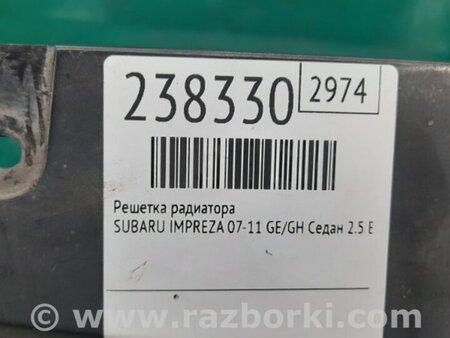 238330 2974
Решетка радиатора
SUBARU IMPREZA 07-11 GE/GH Седан 2.5 E
www.razborki.com